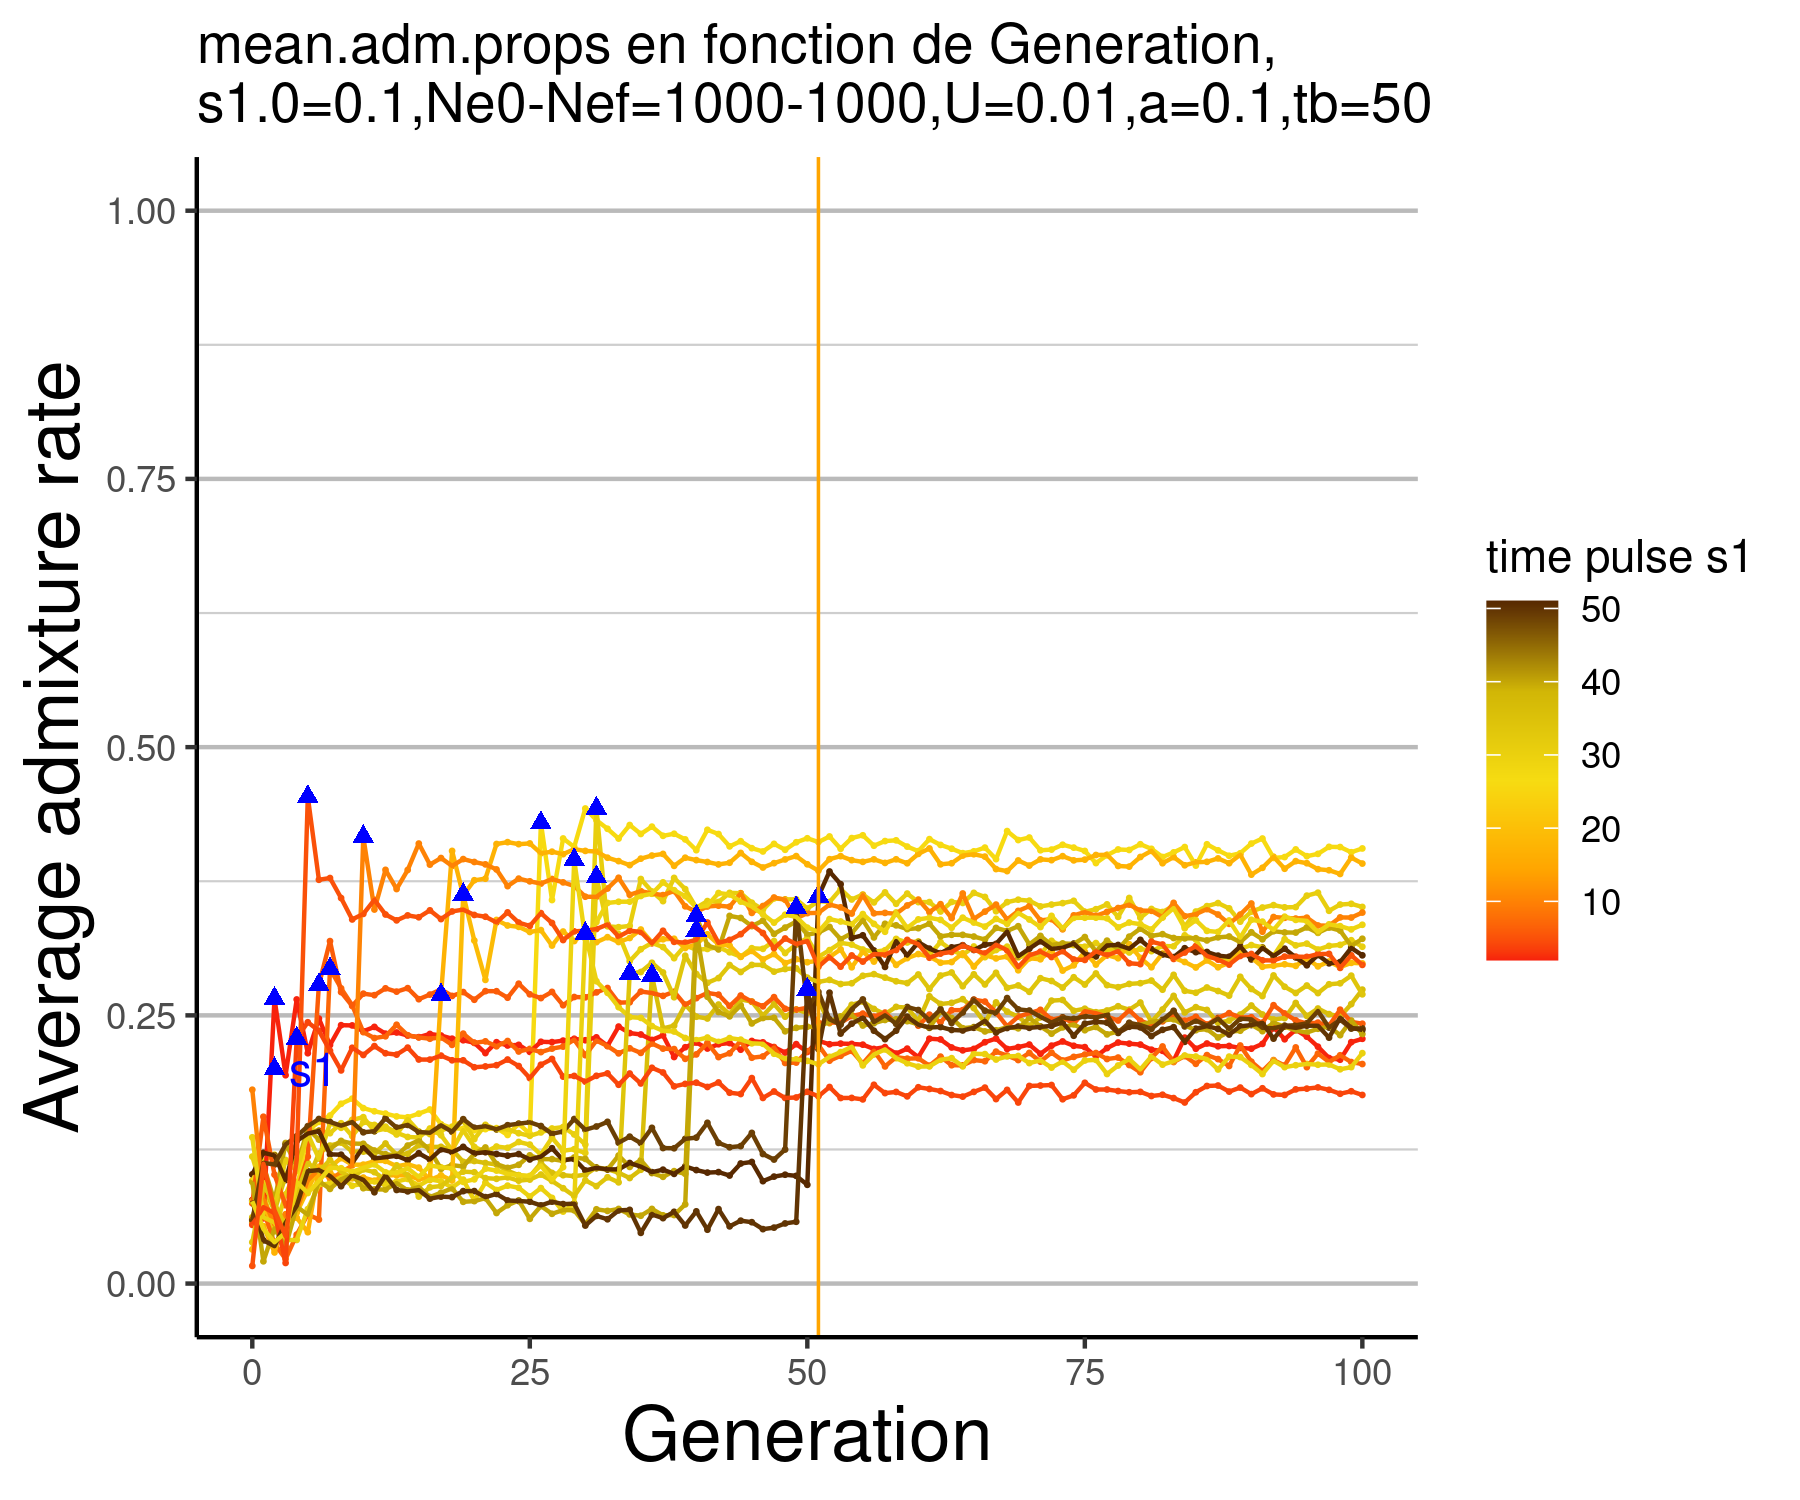 mean.adm.props en fonction de Generation,
s1.0=0.1,Ne0-Nef=1000-1000,U=0.01,a=0.1,tb=50
Average admixture rate
1.00
0.75
0.50
0.25
0.00
s1
0
25
50
75
100
Generation
time pulse s1
50
40
30
20
10